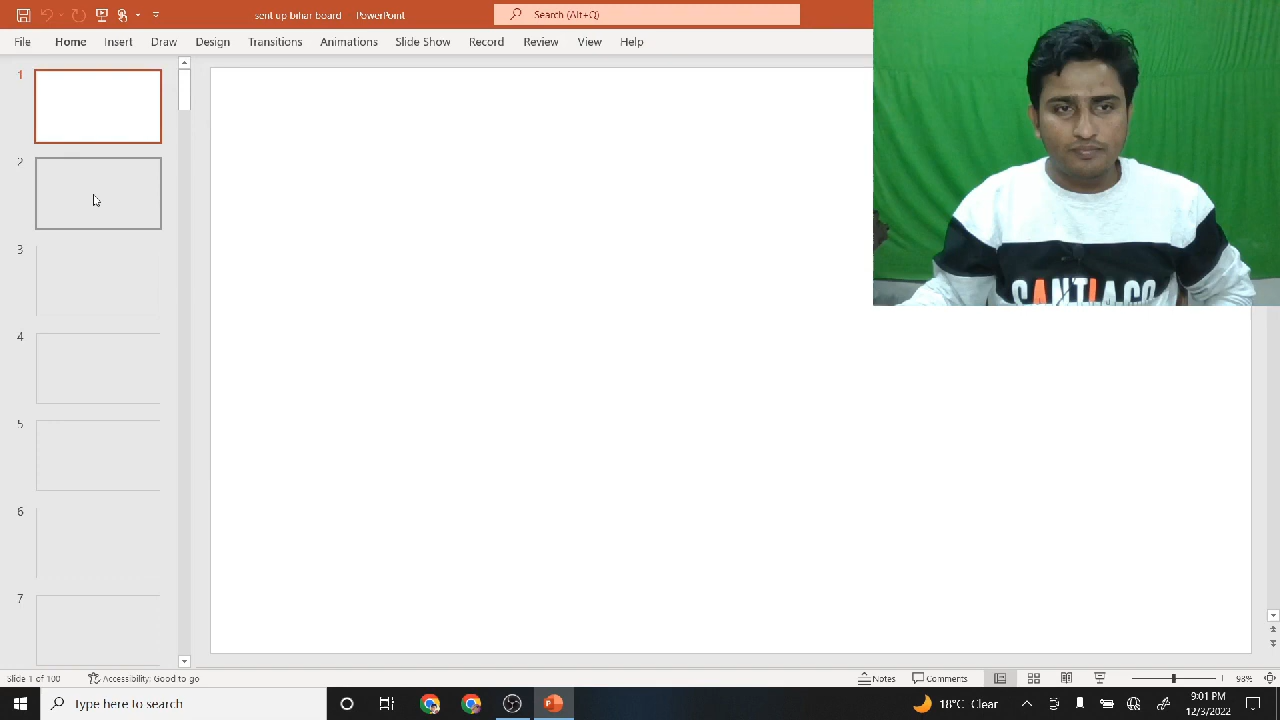 sent up bihar board - PowerPoint
Search (Alt+Q)
File Home Insert Draw Design Transitions Animations Slide Show Record Review View Help
1
2
3
4
5
6
7
SANTIAGO
Slide 1 of 100
Accessibility: Good to go
Notes
Comments
98%
Type here to search
18°C Clear
9:01 PM
12/3/2022